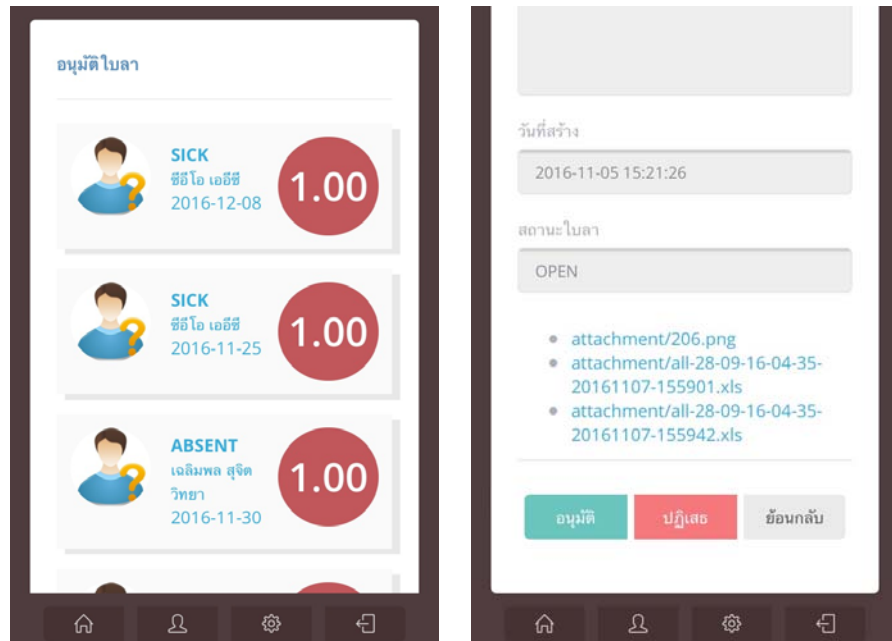 อนุมัติใบลา
SICK
ซีอีโอ เออีซี
2016-12-08
1.00
SICK
ซีอีโอ เออีซี
2016-11-25
1.00
ABSENT
เฉลิมพล สุจิต
วิทยา
2016-11-30
1.00
วันที่สร้าง
2016-11-05 15:21:26
สถานะใบลา
OPEN
attachment/206.png
attachment/all-28-09-16-04-35-
20161107-155901.xls
attachment/all-28-09-16-04-35-
20161107-155942.xls
อนุมัติ ปฏิเสธ ย้อนกลับ